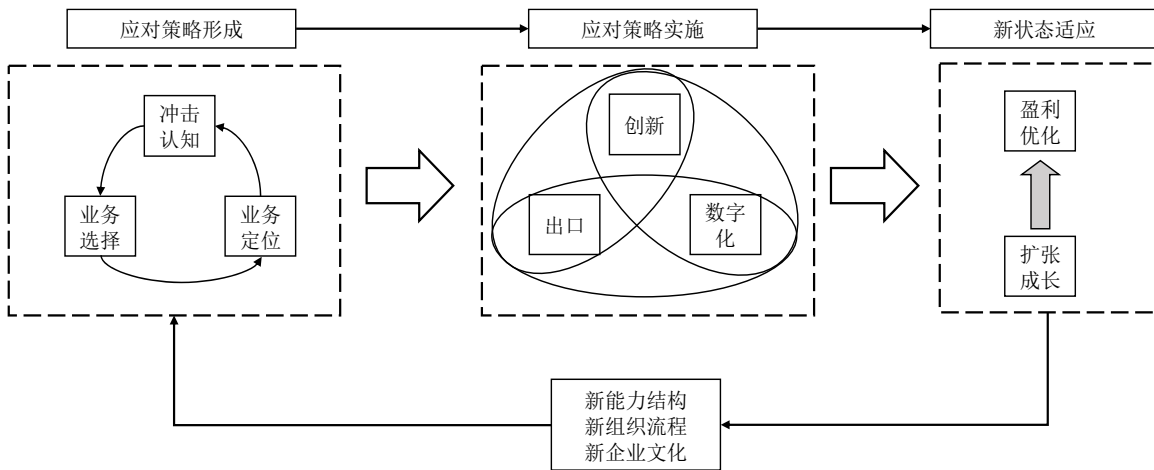 应对策略形成
应对策略实施
新状态适应
冲击
认知
业务
选择
业务
定位
创新
出口
数字
化
盈利
优化
扩张
成长
新能力结构
新组织流程
新企业文化